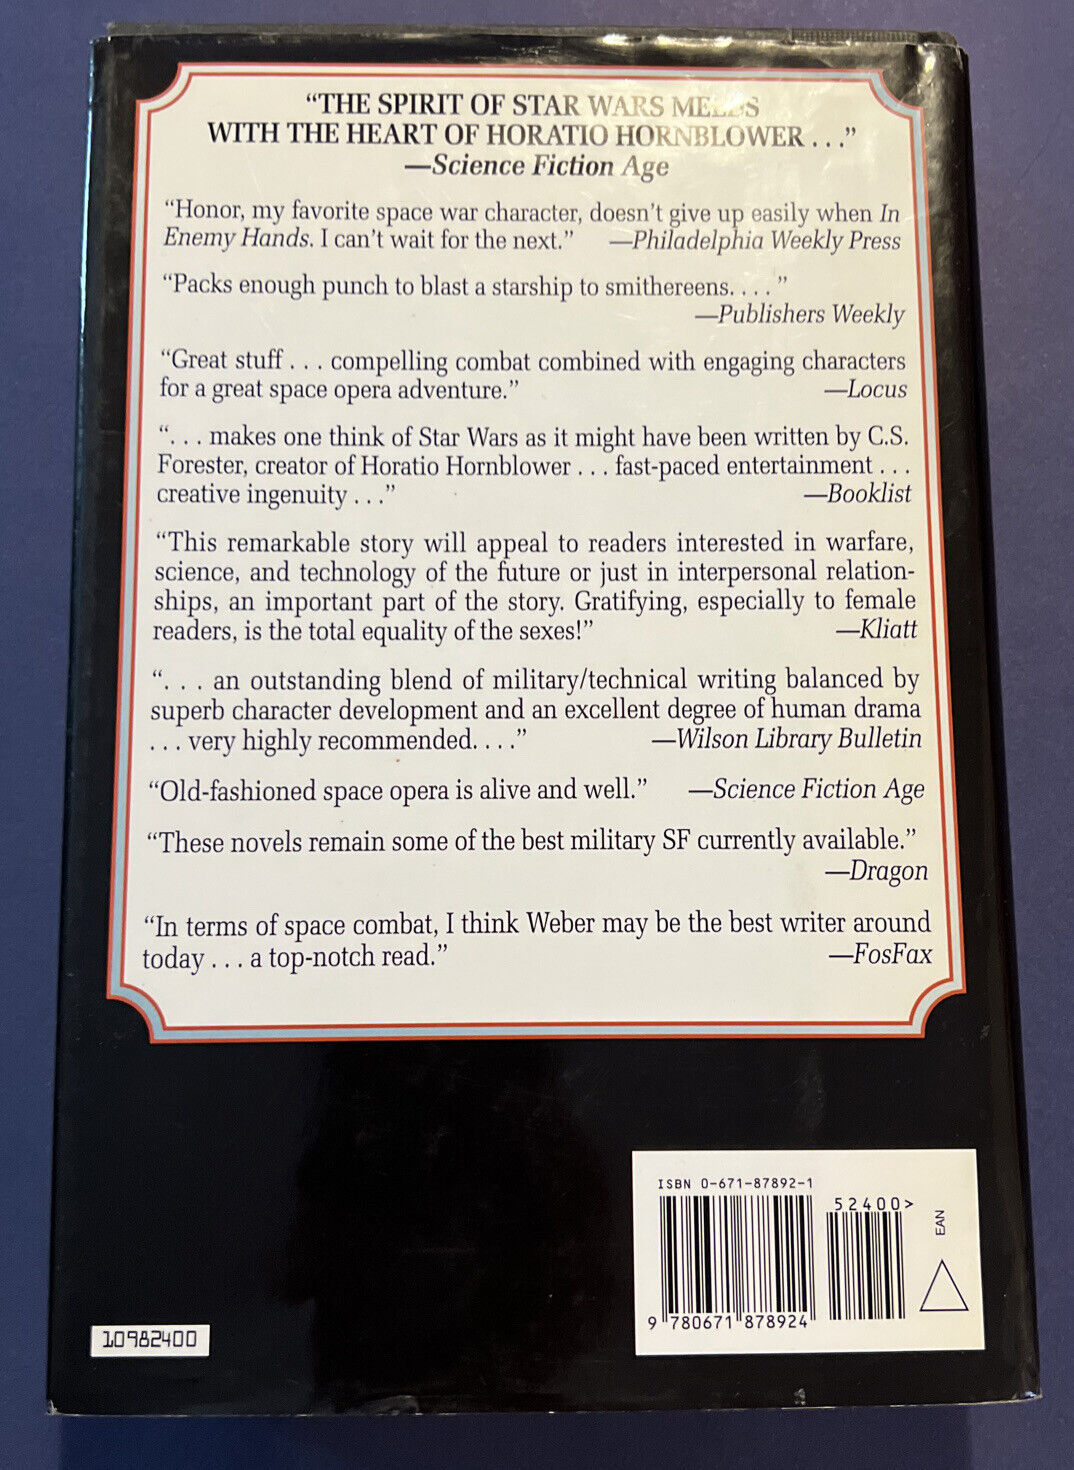 “THE SPIRIT OF STAR WARS MELDS
WITH THE HEART OF HORATIO HORNBLOWER . . .”
—Science Fiction Age
“Honor, my favorite space war character, doesn’t give up easily when In
Enemy Hands. I can’t wait for the next.” —Philadelphia Weekly Press
“Packs enough punch to blast a starship to smithereens. . . . ”
—Publishers Weekly
“Great stuff . . . compelling combat combined with engaging characters
for a great space opera adventure.” —Locus
“. . . makes one think of Star Wars as it might have been written by C.S.
Forester, creator of Horatio Hornblower . . . fast-paced entertainment . . .
creative ingenuity . . .” —Booklist
“This remarkable story will appeal to readers interested in warfare,
science, and technology of the future or just in interpersonal relation-
ships, an important part of the story. Gratifying, especially to female
readers, is the total equality of the sexes!” —Kliatt
“. . . an outstanding blend of military/technical writing balanced by
superb character development and an excellent degree of human drama
. . . very highly recommended. . . .” —Wilson Library Bulletin
“Old-fashioned space opera is alive and well.” —Science Fiction Age
“These novels remain some of the best military SF currently available.”
—Dragon
“In terms of space combat, I think Weber may be the best writer around
today . . . a top-notch read.” —FosFax
ISBN 0-671-87892-1
52400>
EAN
9 780671 878924
10982400